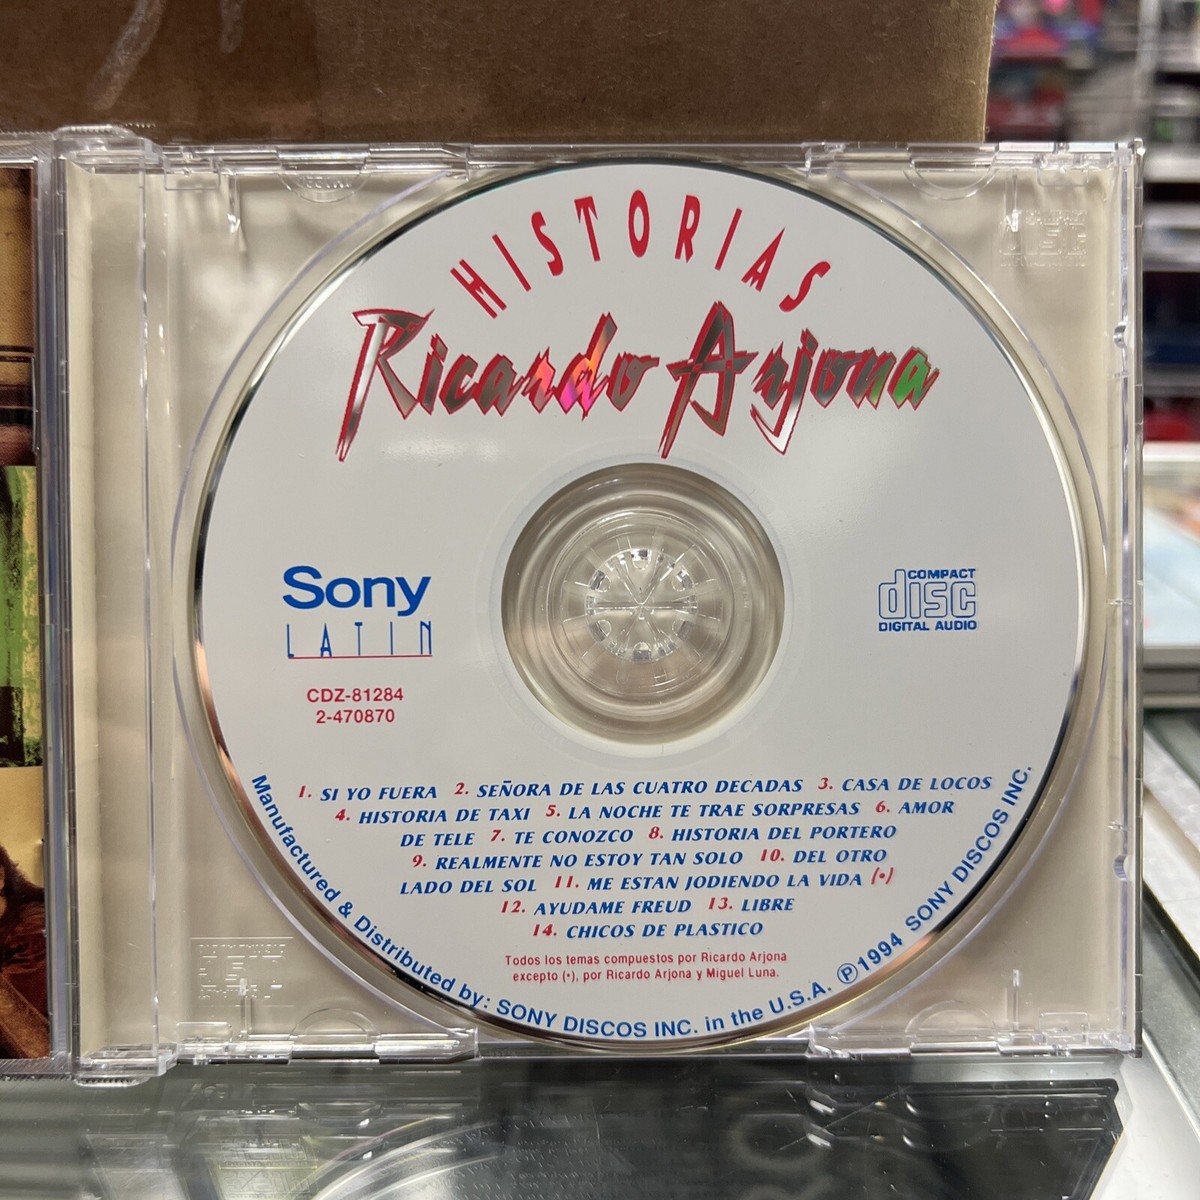 HISTORIAS
Ricardo Arjona
Sony
LATIN
COMPACT
disc
DIGITAL AUDIO
CDZ-81284
2-470870
1. SI YO FUERA 2. SEÑORA DE LAS CUATRO DECADAS 3. CASA DE LOCOS
4. HISTORIA DE TAXI 5. LA NOCHE TE TRAE SORPRESAS 6. AMOR
DE TELE 7. TE CONOZCO 8. HISTORIA DEL PORTERO
9. REALMENTE NO ESTOY TAN SOLO 10. DEL OTRO
LADO DEL SOL 11. ME ESTAN JODIENDO LA VIDA (•)
12. AYUDAME FREUD 13. LIBRE
14. CHICOS DE PLASTICO
Todos los temas compuestos por Ricardo Arjona
excepto (•), por Ricardo Arjona y Miguel Luna.
Manufactured & Distributed by: SONY DISCOS INC. in the U.S.A. ℗1994 SONY DISCOS INC.